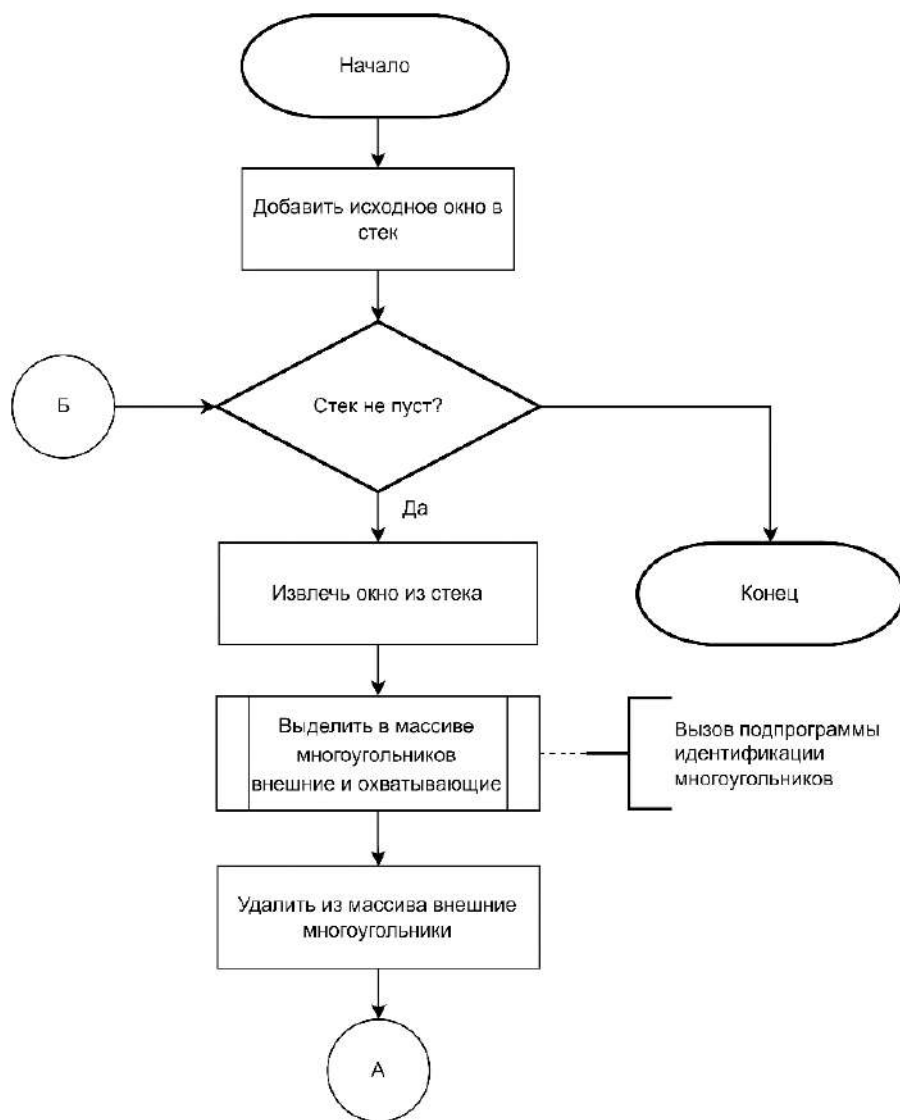 Начало
Добавить исходное окно в
стек
Б
Стек не пуст?
Да
Извлечь окно из стека
Конец
Выделить в массиве
многоугольников
внешние и охватывающие
Вызов подпрограммы
идентификации
многоугольников
Удалить из массива внешние
многоугольники
А